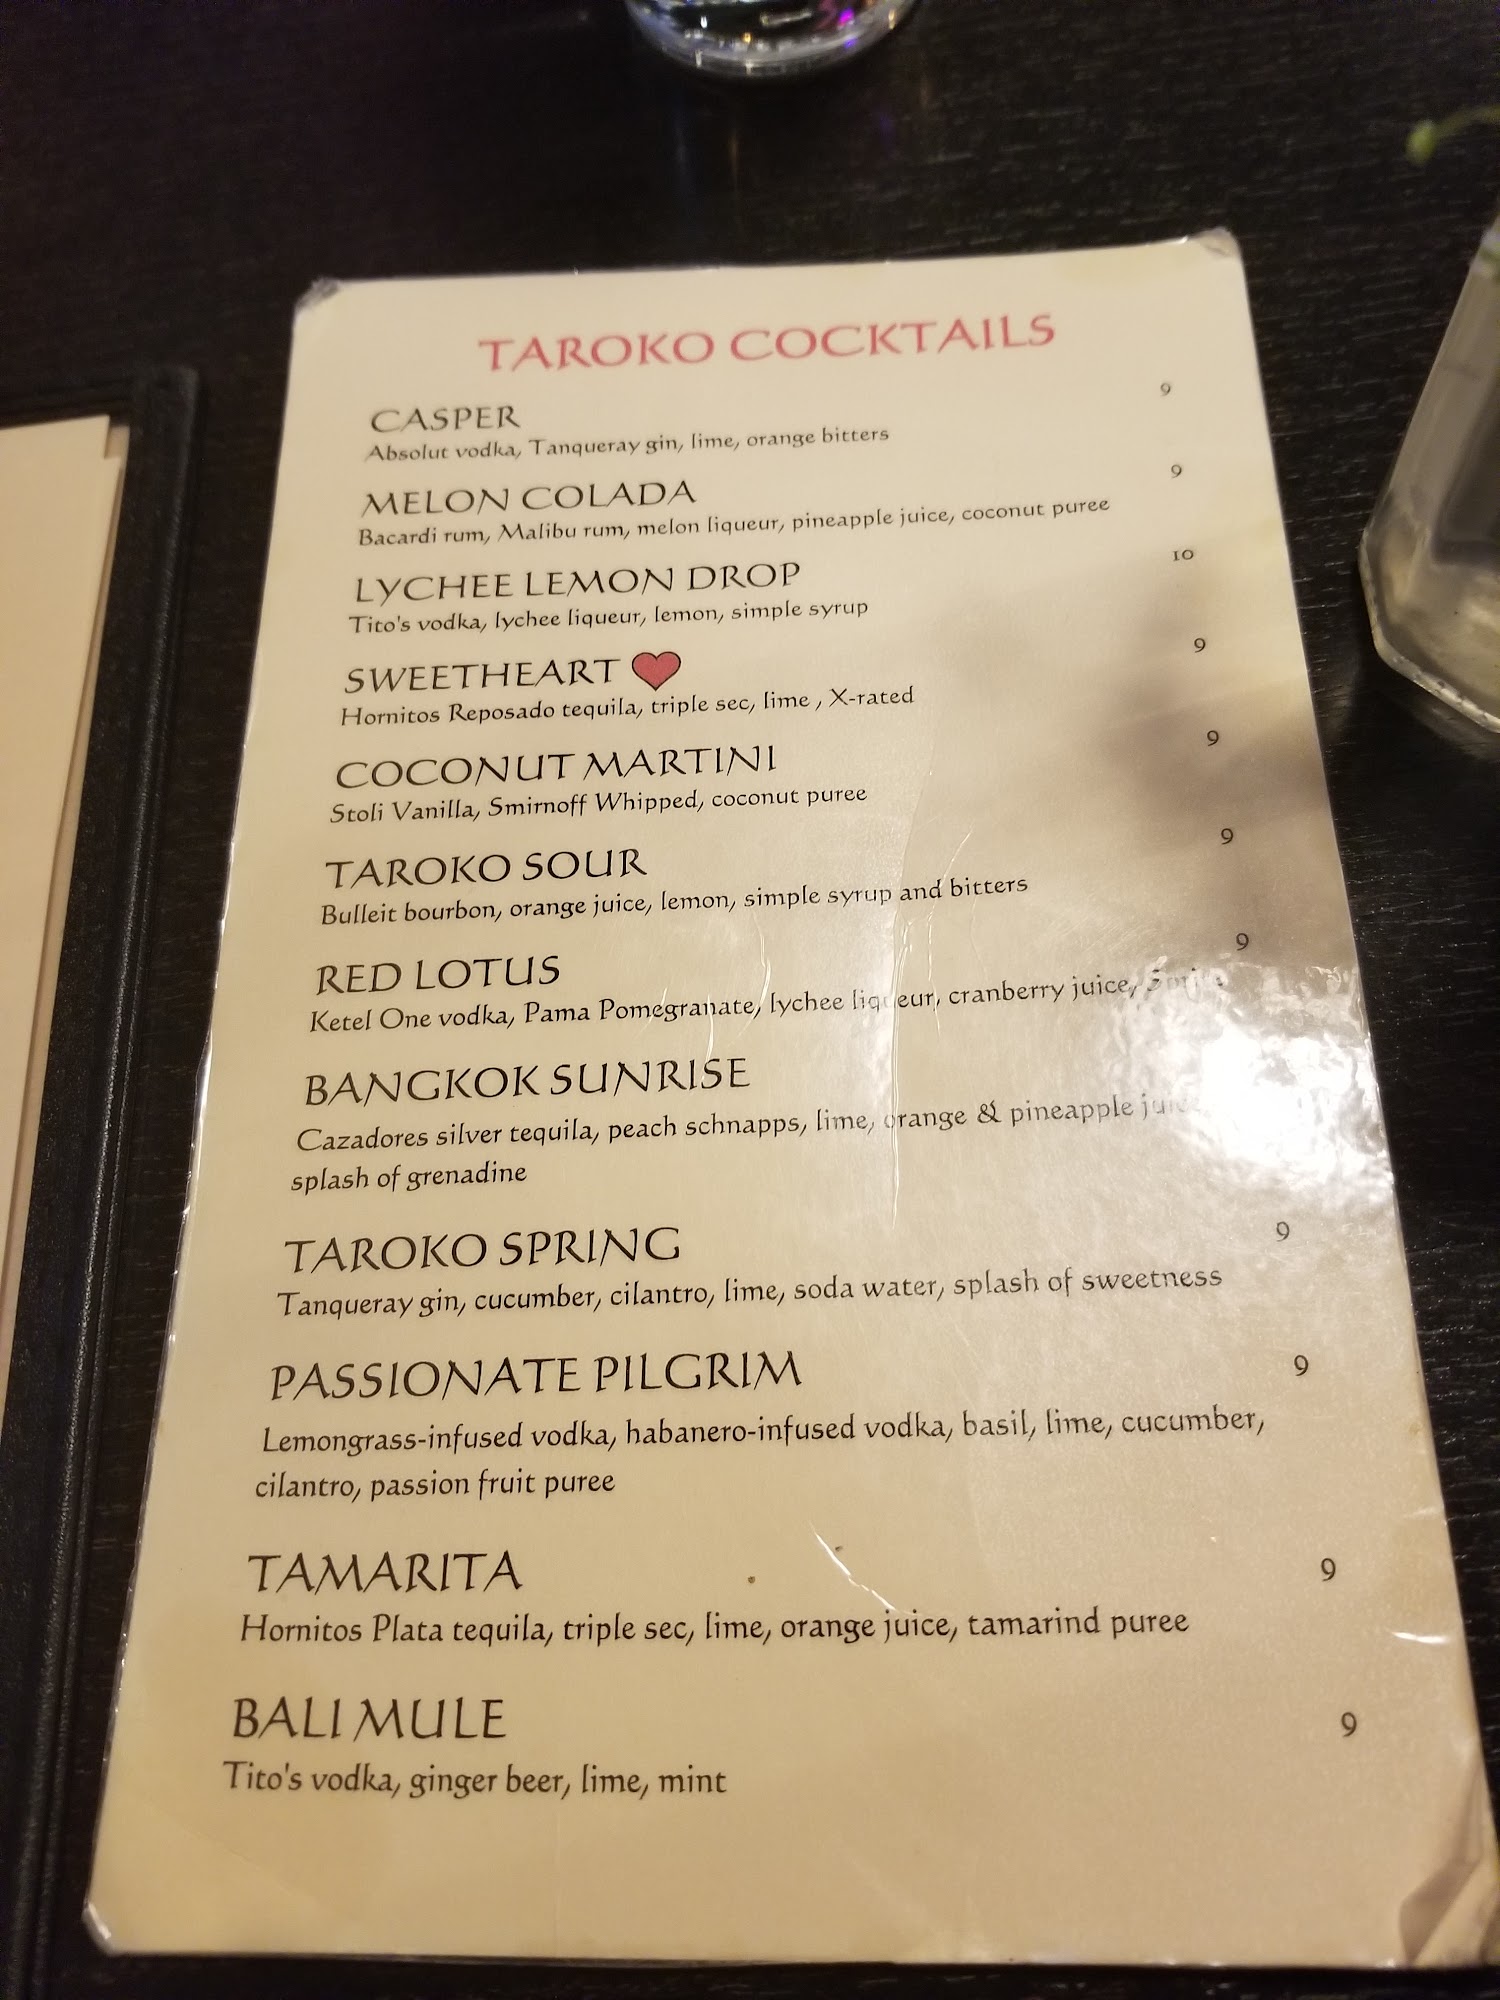 TAROKO COCKTAILS
CASPER 9
Absolut vodka, Tanqueray gin, lime, orange bitters
MELON COLADA 9
Bacardi rum, Malibu rum, melon liqueur, pineapple juice, coconut puree
LYCHEE LEMON DROP 10
Tito's vodka, lychee liqueur, lemon, simple syrup
SWEETHEART 9
Hornitos Reposado tequila, triple sec, lime , X-rated
COCONUT MARTINI 9
Stoli Vanilla, Smirnoff Whipped, coconut puree
TAROKO SOUR 9
Bulleit bourbon, orange juice, lemon, simple syrup and bitters
RED LOTUS 9
Ketel One vodka, Pama Pomegranate, lychee liqueur, cranberry juice,
BANGKOK SUNRISE
Cazadores silver tequila, peach schnapps, lime, orange & pineapple juice
splash of grenadine
TAROKO SPRING 9
Tanqueray gin, cucumber, cilantro, lime, soda water, splash of sweetness
PASSIONATE PILGRIM 9
Lemongrass-infused vodka, habanero-infused vodka, basil, lime, cucumber,
cilantro, passion fruit puree
TAMARITA 9
Hornitos Plata tequila, triple sec, lime, orange juice, tamarind puree
BALI MULE 9
Tito's vodka, ginger beer, lime, mint